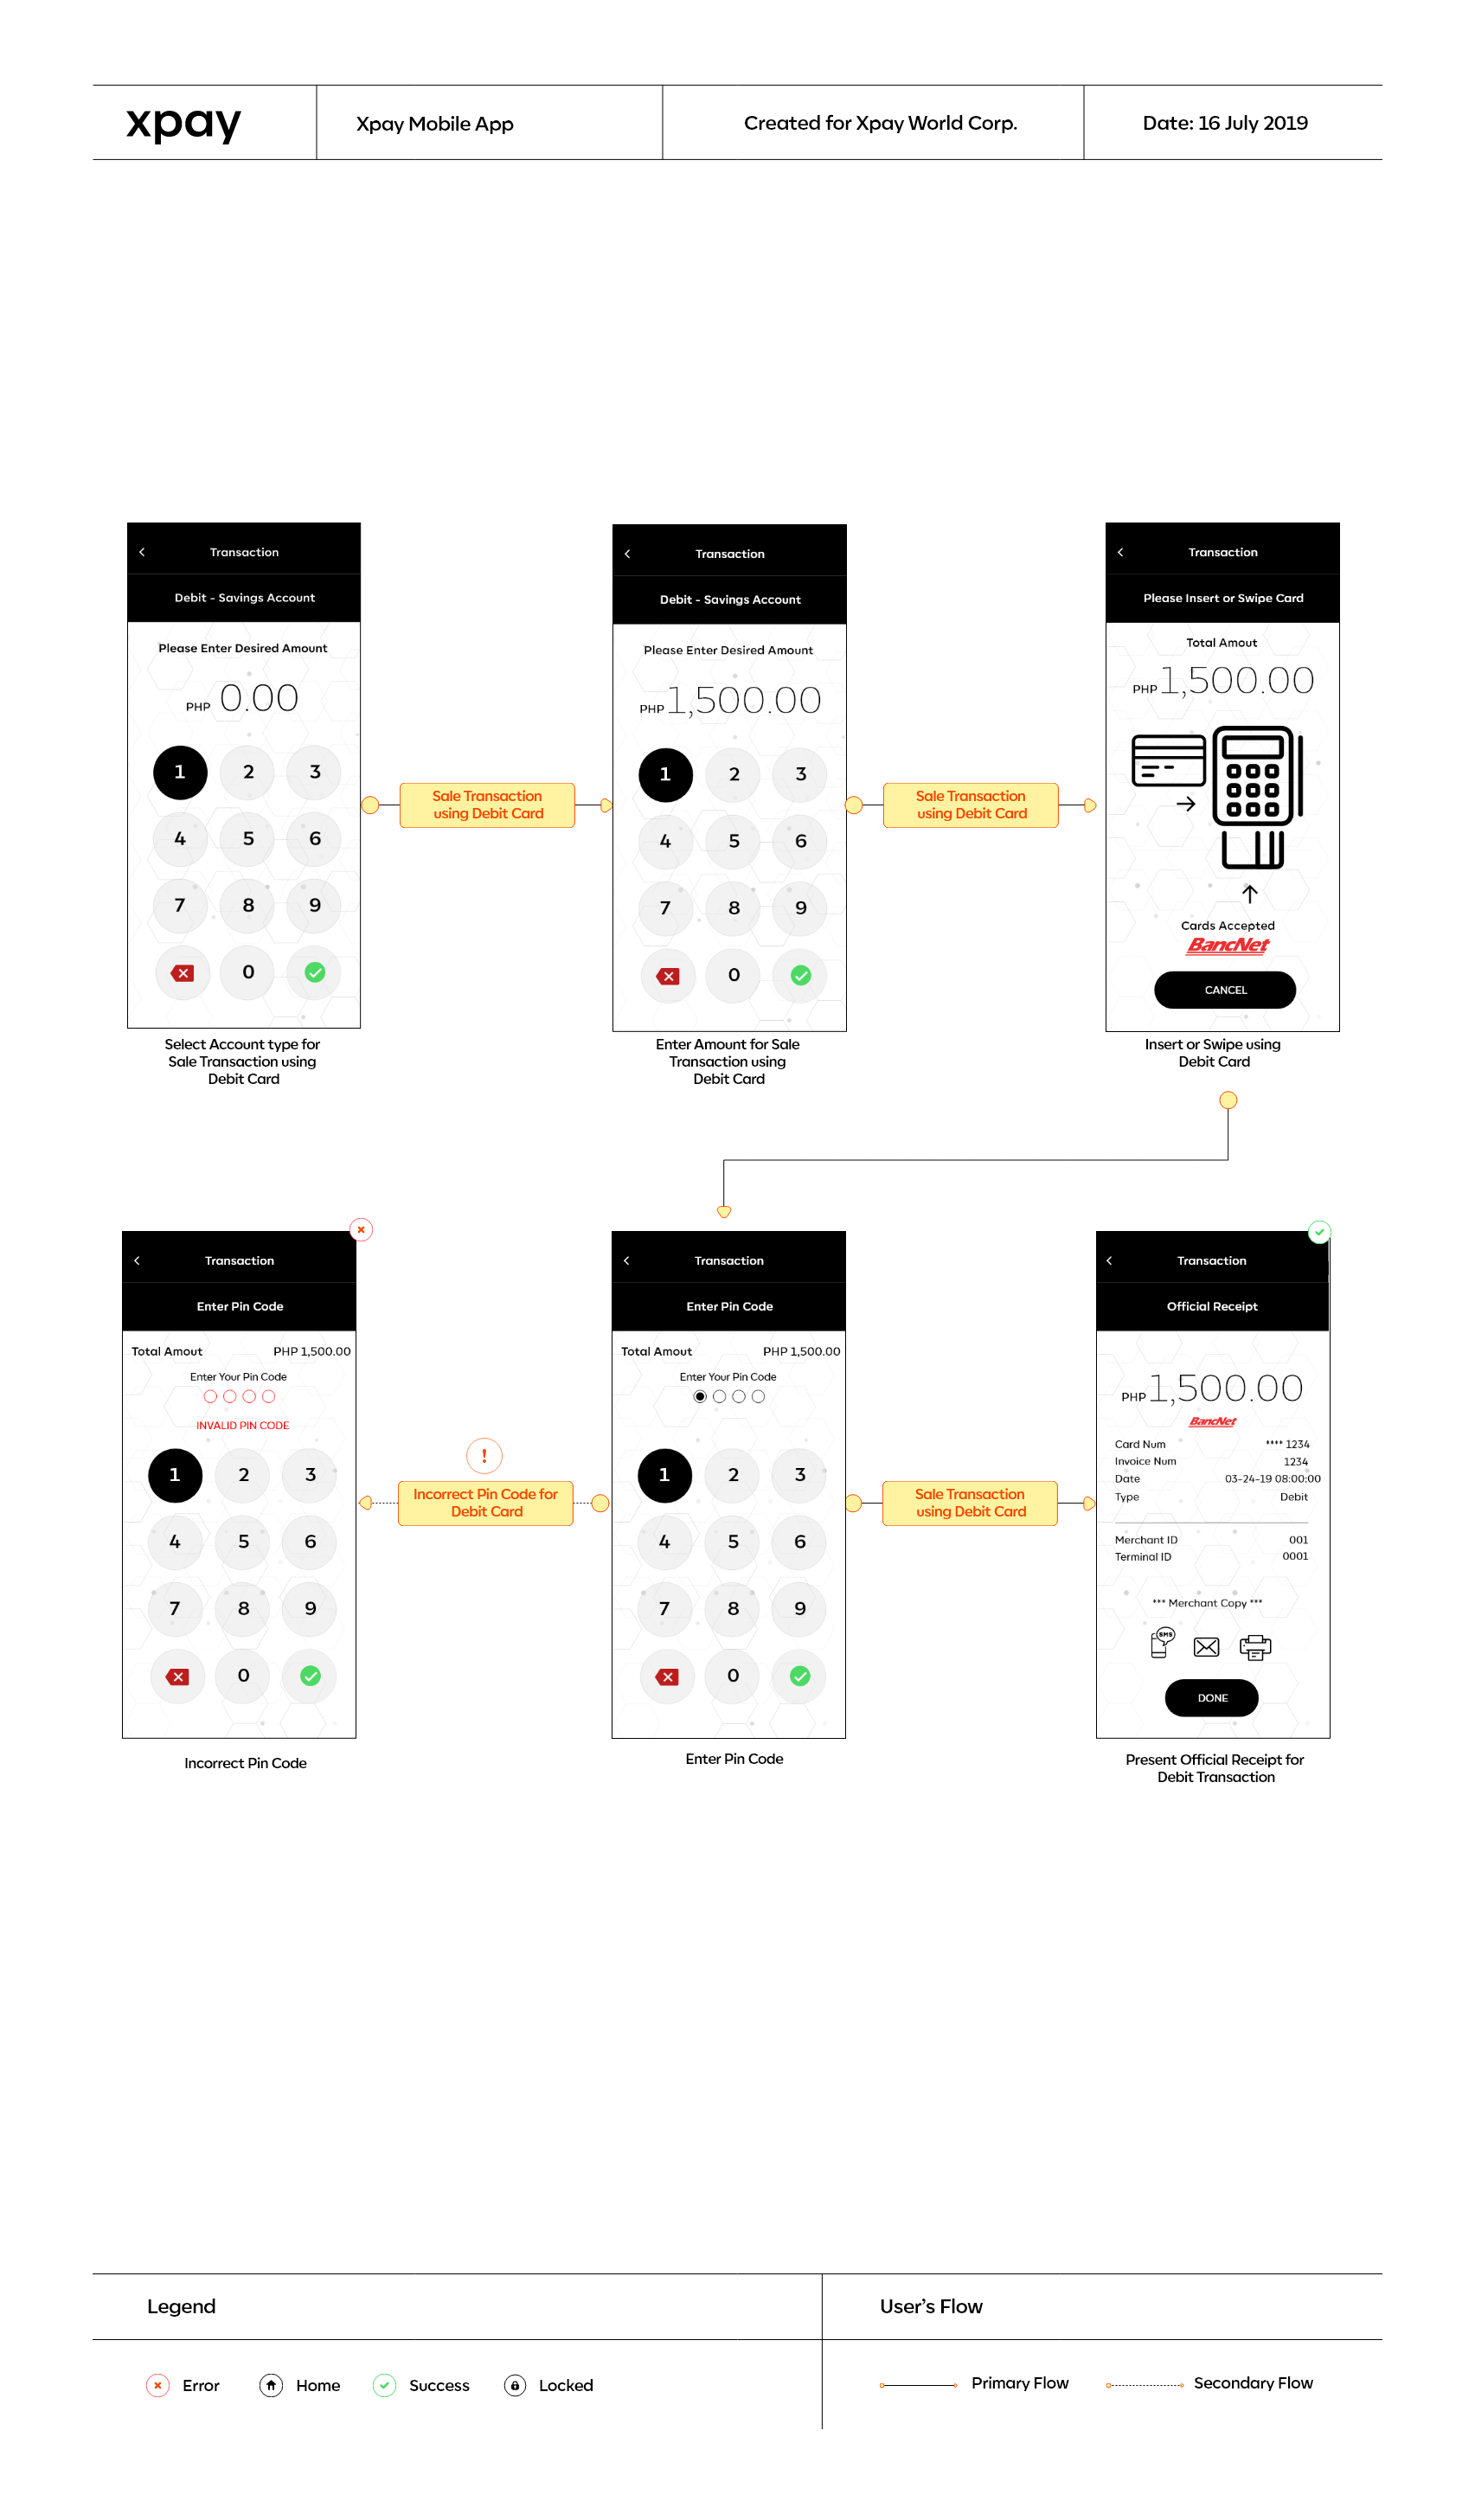 xpay
Xpay Mobile App
Created for Xpay World Corp.
Date: 16 July 2019
Transaction
Debit - Savings Account
Please Enter Desired Amount
PHP 0.00
1 2 3
4 5 6
7 8 9
0
Select Account type for
Sale Transaction using
Debit Card
Sale Transaction
using Debit Card
Transaction
Debit - Savings Account
Please Enter Desired Amount
PHP 1,500.00
1 2 3
4 5 6
7 8 9
0
Enter Amount for Sale
Transaction using
Debit Card
Sale Transaction
using Debit Card
Transaction
Please Insert or Swipe Card
Total Amout
PHP 1,500.00
Cards Accepted
BancNet
CANCEL
Insert or Swipe using
Debit Card
Transaction
Enter Pin Code
Total Amout PHP 1,500.00
Enter Your Pin Code
INVALID PIN CODE
1 2 3
4 5 6
7 8 9
0
Incorrect Pin Code
!
Incorrect Pin Code for
Debit Card
Transaction
Enter Pin Code
Total Amout PHP 1,500.00
Enter Your Pin Code
1 2 3
4 5 6
7 8 9
0
Enter Pin Code
Sale Transaction
using Debit Card
Transaction
Official Receipt
PHP 1,500.00
BancNet
Card Num **** 1234
Invoice Num 1234
Date 03-24-19 08:00:00
Type Debit
Merchant ID 001
Terminal ID 0001
*** Merchant Copy ***
SMS
DONE
Present Official Receipt for
Debit Transaction
Legend
User's Flow
Error
Home
Success
Locked
Primary Flow
Secondary Flow